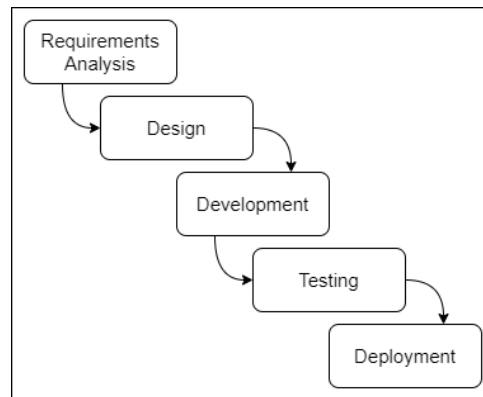 Requirements
Analysis
Design
Development
Testing
Deployment